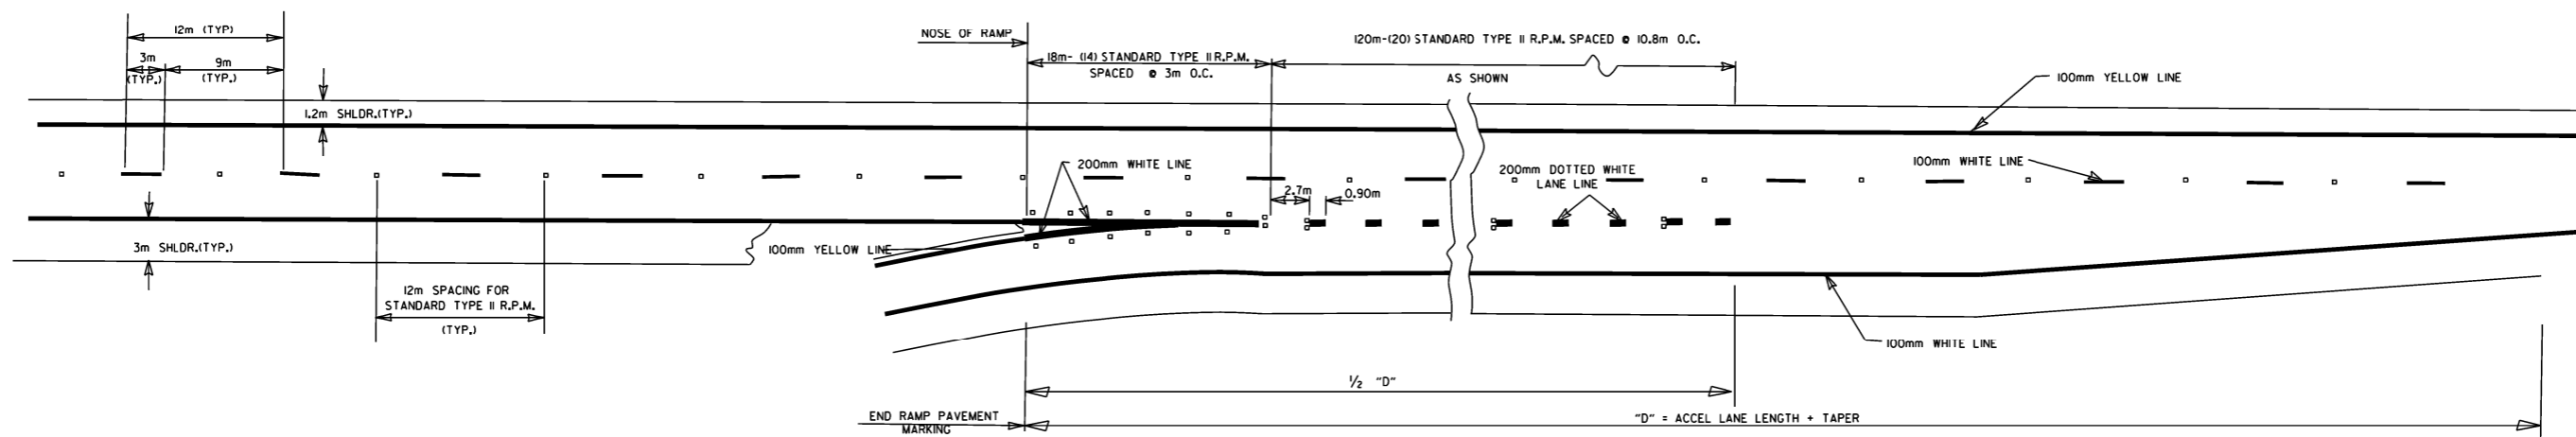 12m (TYP)
3m
(TYP.)
9m
(TYP.)
1.2m SHLDR.(TYP.)
3m SHLDR.(TYP.)
12m SPACING FOR
STANDARD TYPE II R.P.M.
(TYP.)
NOSE OF RAMP
18m- (14) STANDARD TYPE II R.P.M.
SPACED @ 3m O.C.
120m-(20) STANDARD TYPE II R.P.M. SPACED @ 10.8m O.C.
AS SHOWN
100mm YELLOW LINE
200mm WHITE LINE
200mm DOTTED WHITE
LANE LINE
100mm WHITE LINE
2.7m
0.90m
100mm YELLOW LINE
100mm WHITE LINE
1/2 "D"
END RAMP PAVEMENT
MARKING
"D" = ACCEL LANE LENGTH + TAPER